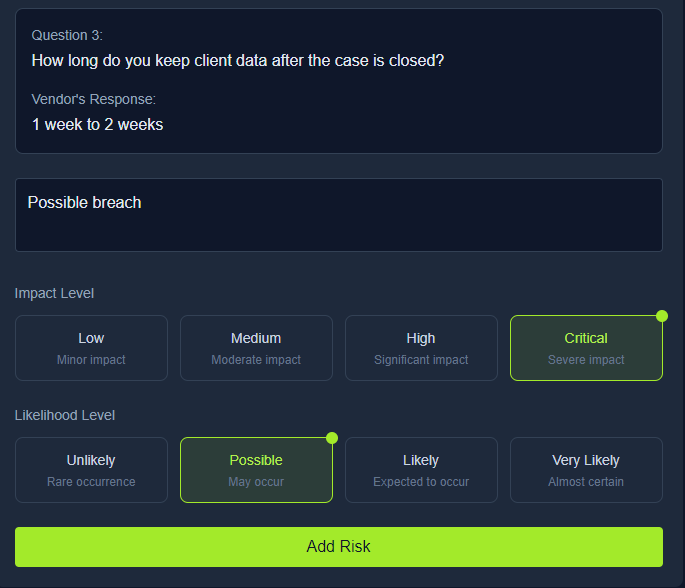 Question 3:
How long do you keep client data after the case is closed?
Vendor's Response:
1 week to 2 weeks
Possible breach
Impact Level
Low
Minor impact
Medium
Moderate impact
High
Significant impact
Critical
Severe impact
Likelihood Level
Unlikely
Rare occurrence
Possible
May occur
Likely
Expected to occur
Very Likely
Almost certain
Add Risk